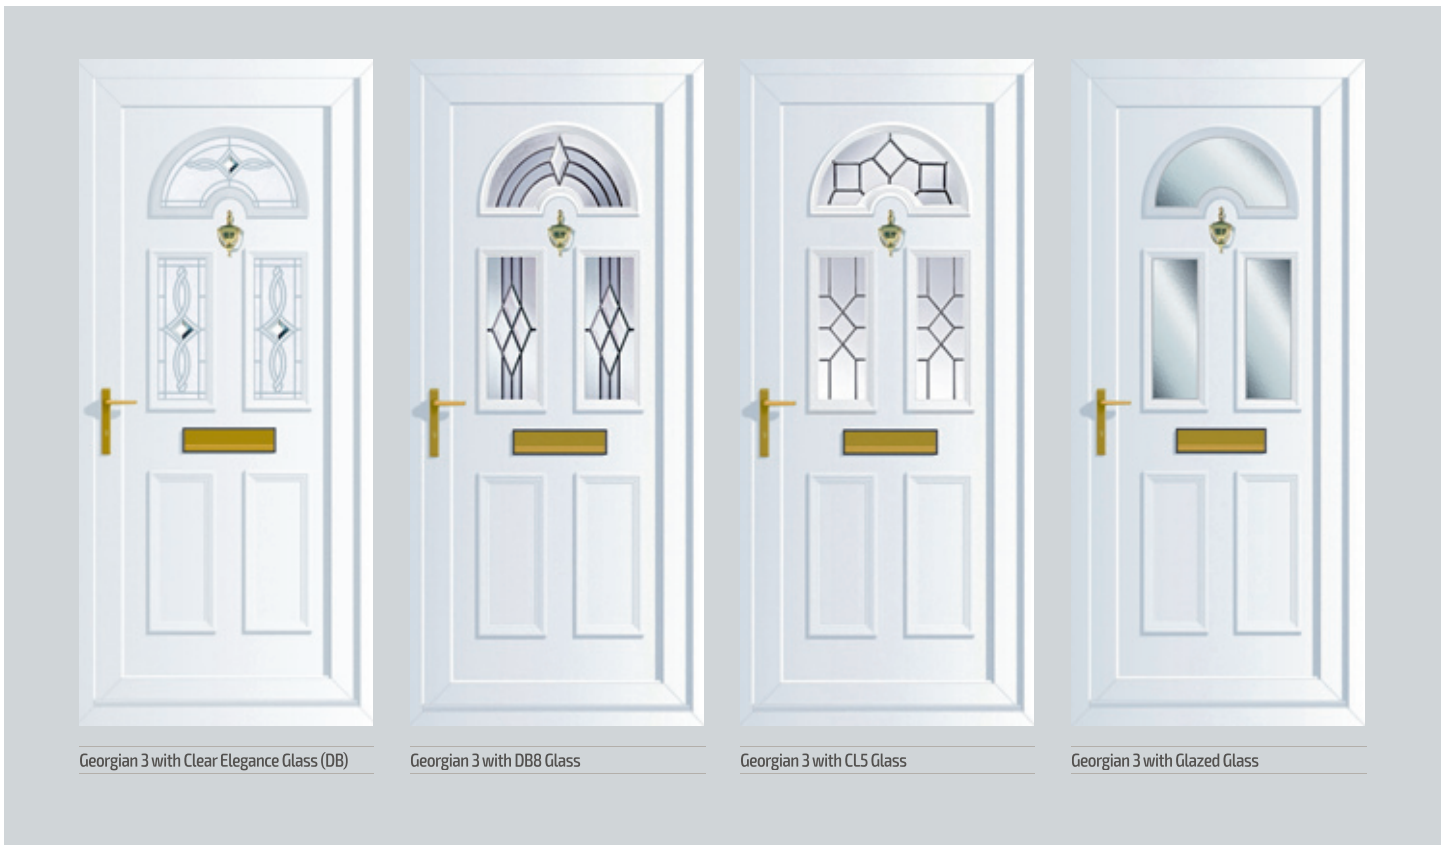 Georgian 3 with Clear Elegance Glass (DB)
Georgian 3 with DB8 Glass
Georgian 3 with CL5 Glass
Georgian 3 with Glazed Glass